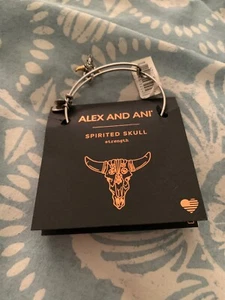 ALEX AND ANI®
SPIRITED SKULL
strength